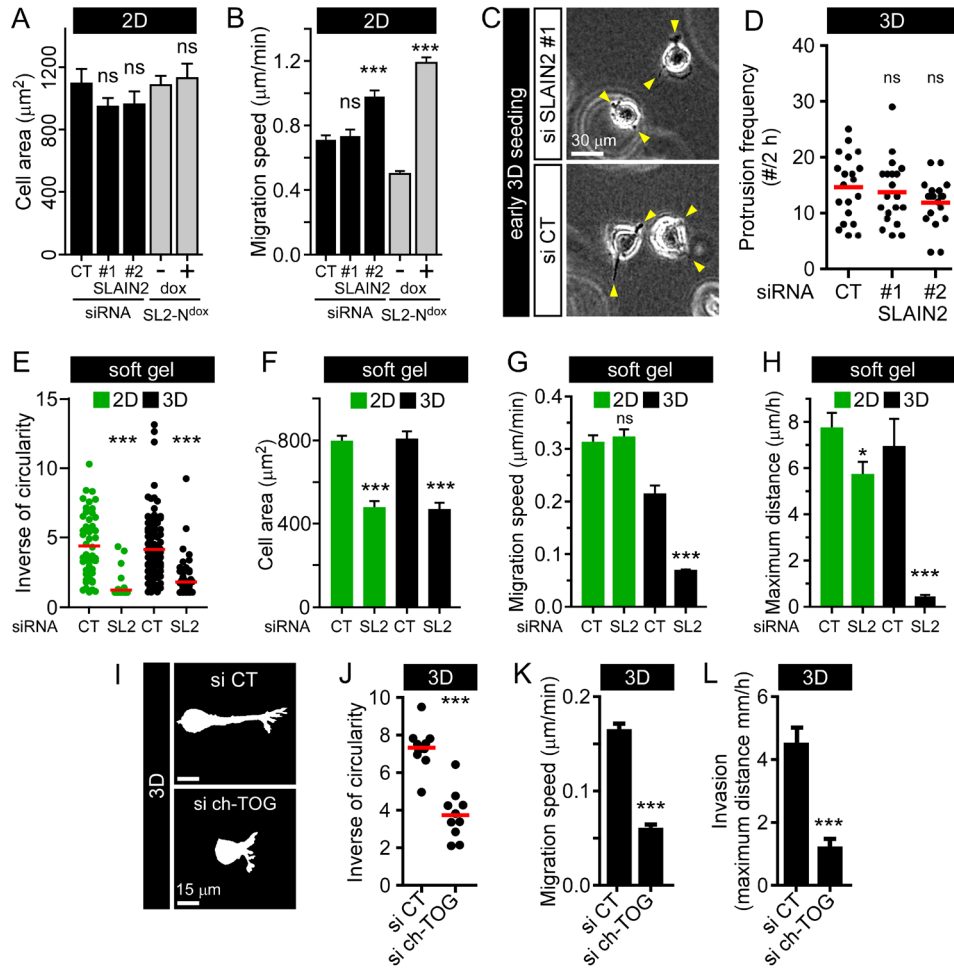 A
2D
Cell area (μm²)
1200
800
400
0
ns
ns
ns
CT #1 #2 - +
SLAIN2 dox
siRNA SL2-Nᵈᵒˣ
B
2D
Migration speed (μm/min)
1.2
0.8
0.4
0.0
ns
***
***
CT #1 #2 - +
SLAIN2 dox
siRNA SL2-Nᵈᵒˣ
C
early 3D seeding
si SLAIN2 #1
30 μm
si CT
D
3D
Protrusion frequency
(#/2 h)
40
30
20
10
0
ns
ns
siRNA CT #1 #2
SLAIN2
E
soft gel
2D 3D
Inverse of circularity
15
10
5
0
***
***
siRNA CT SL2 CT SL2
F
soft gel
2D 3D
Cell area (μm²)
800
400
0
***
***
siRNA CT SL2 CT SL2
G
soft gel
2D 3D
Migration speed (μm/min)
0.4
0.3
0.2
0.1
0.0
ns
***
siRNA CT SL2 CT SL2
H
soft gel
2D 3D
Maximum distance (μm/h)
8
6
4
2
0
*
***
siRNA CT SL2 CT SL2
I
3D
si CT
si ch-TOG
15 μm
J
3D
Inverse of circularity
10
8
6
4
2
0
***
si CT
si ch-TOG
K
3D
Migration speed (μm/min)
0.2
0.1
0.0
***
si CT
si ch-TOG
L
3D
Invasion
(maximum distance mm/h)
6
4
2
0
***
si CT
si ch-TOG